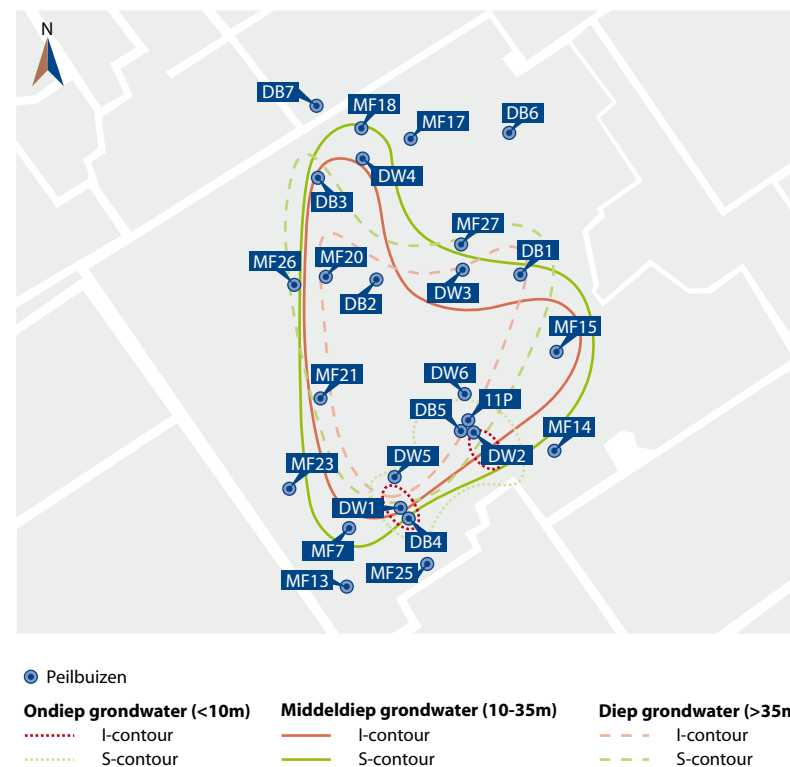 N
DB7
MF18
MF17
DB6
DW4
DB3
MF27
DB1
MF26
MF20
DB2
DW3
MF15
DW6
MF21
11P
DB5
MF14
DW2
DW5
MF23
DW1
DB4
MF7
MF25
MF13
Peilbuizen
Ondiep grondwater (<10m)
I-contour
S-contour
Middeldiep grondwater (10-35m)
I-contour
S-contour
Diep grondwater (>35m
I-contour
S-contour